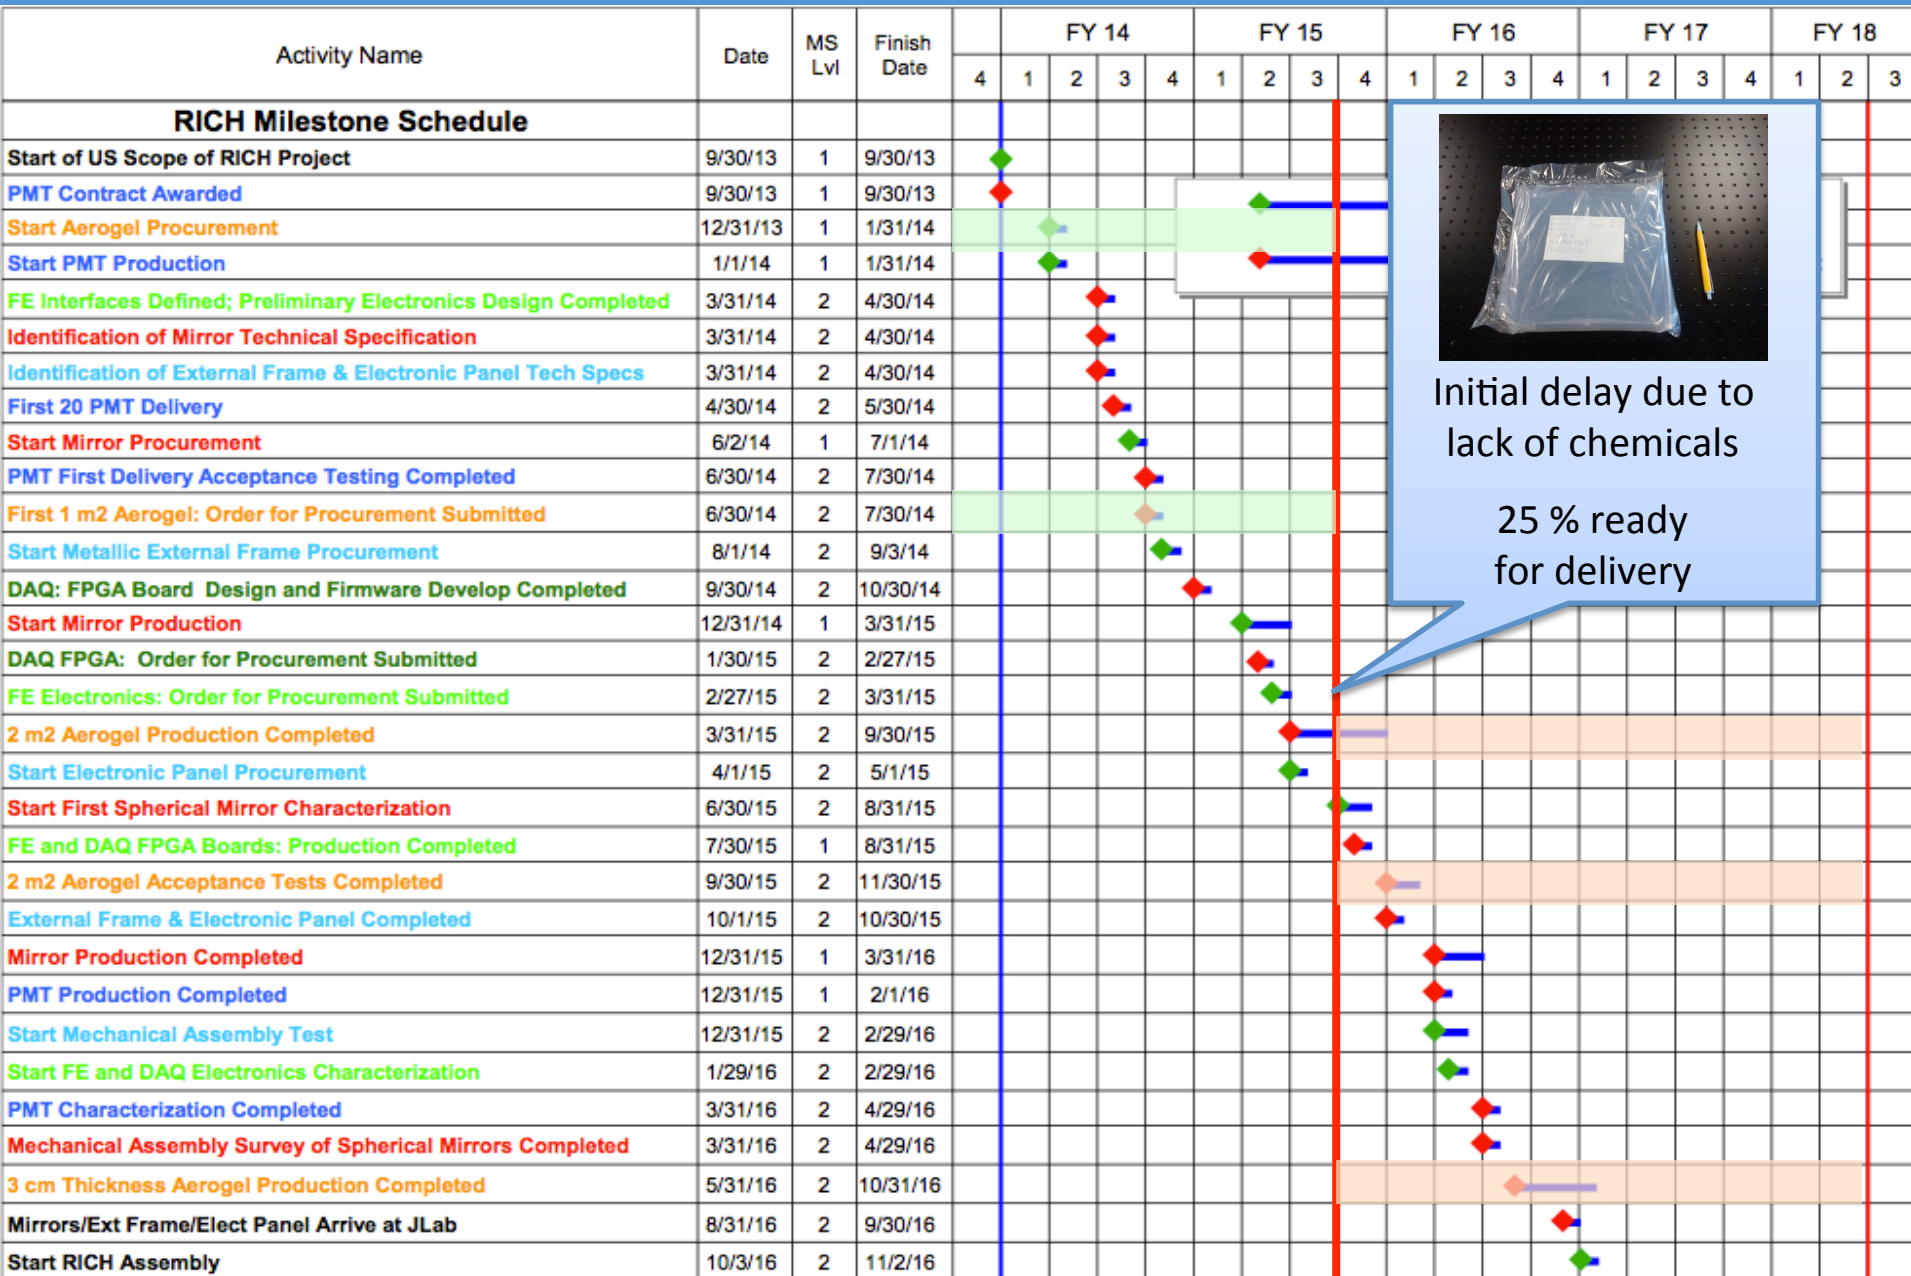 Activity Name Date MS Lvl Finish Date FY 14 FY 15 FY 16 FY 17 FY 18
4 1 2 3 4 1 2 3 4 1 2 3 4 1 2 3 4 1 2 3
RICH Milestone Schedule
Start of US Scope of RICH Project 9/30/13 1 9/30/13
PMT Contract Awarded 9/30/13 1 9/30/13
Start Aerogel Procurement 12/31/13 1 1/31/14
Start PMT Production 1/1/14 1 1/31/14
FE Interfaces Defined; Preliminary Electronics Design Completed 3/31/14 2 4/30/14
Identification of Mirror Technical Specification 3/31/14 2 4/30/14
Identification of External Frame & Electronic Panel Tech Specs 3/31/14 2 4/30/14
First 20 PMT Delivery 4/30/14 2 5/30/14
Start Mirror Procurement 6/2/14 1 7/1/14
PMT First Delivery Acceptance Testing Completed 6/30/14 2 7/30/14
First 1 m2 Aerogel: Order for Procurement Submitted 6/30/14 2 7/30/14
Start Metallic External Frame Procurement 8/1/14 2 9/3/14
DAQ: FPGA Board Design and Firmware Develop Completed 9/30/14 2 10/30/14
Start Mirror Production 12/31/14 1 3/31/15
DAQ FPGA: Order for Procurement Submitted 1/30/15 2 2/27/15
FE Electronics: Order for Procurement Submitted 2/27/15 2 3/31/15
2 m2 Aerogel Production Completed 3/31/15 2 9/30/15
Start Electronic Panel Procurement 4/1/15 2 5/1/15
Start First Spherical Mirror Characterization 6/30/15 2 8/31/15
FE and DAQ FPGA Boards: Production Completed 7/30/15 1 8/31/15
2 m2 Aerogel Acceptance Tests Completed 9/30/15 2 11/30/15
External Frame & Electronic Panel Completed 10/1/15 2 10/30/15
Mirror Production Completed 12/31/15 1 3/31/16
PMT Production Completed 12/31/15 1 2/1/16
Start Mechanical Assembly Test 12/31/15 2 2/29/16
Start FE and DAQ Electronics Characterization 1/29/16 2 2/29/16
PMT Characterization Completed 3/31/16 2 4/29/16
Mechanical Assembly Survey of Spherical Mirrors Completed 3/31/16 2 4/29/16
3 cm Thickness Aerogel Production Completed 5/31/16 2 10/31/16
Mirrors/Ext Frame/Elect Panel Arrive at JLab 8/31/16 2 9/30/16
Start RICH Assembly 10/3/16 2 11/2/16
Initial delay due to
lack of chemicals
25 % ready
for delivery